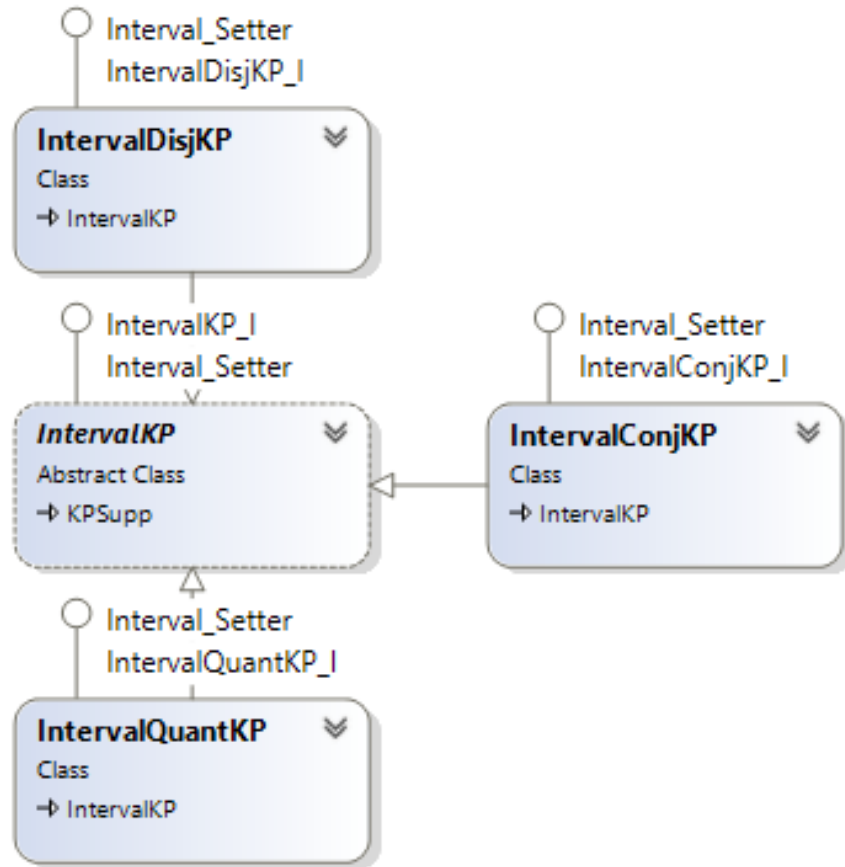 Interval_Setter
IntervalDisjKP_I
IntervalDisjKP
Class
IntervalKP
IntervalKP_I
Interval_Setter
IntervalKP
Abstract Class
KPSupp
Interval_Setter
IntervalConjKP_I
IntervalConjKP
Class
IntervalKP
Interval_Setter
IntervalQuantKP_I
IntervalQuantKP
Class
IntervalKP